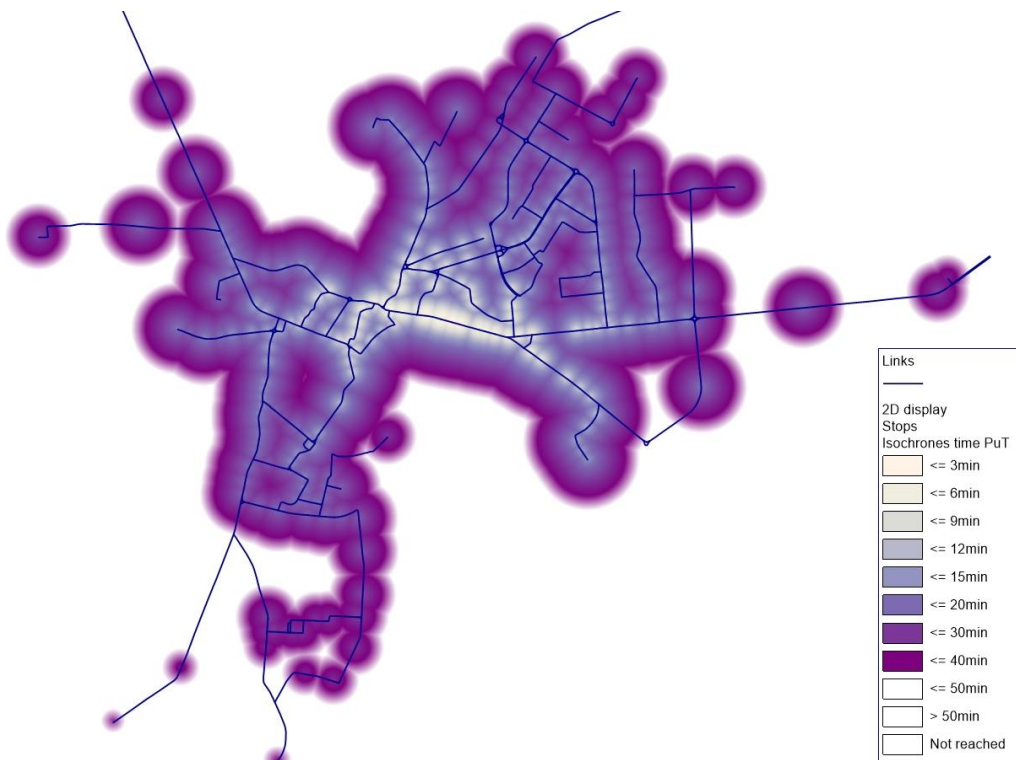 Links
2D display
Stops
Isochrones time PuT
<= 3min
<= 6min
<= 9min
<= 12min
<= 15min
<= 20min
<= 30min
<= 40min
<= 50min
> 50min
Not reached